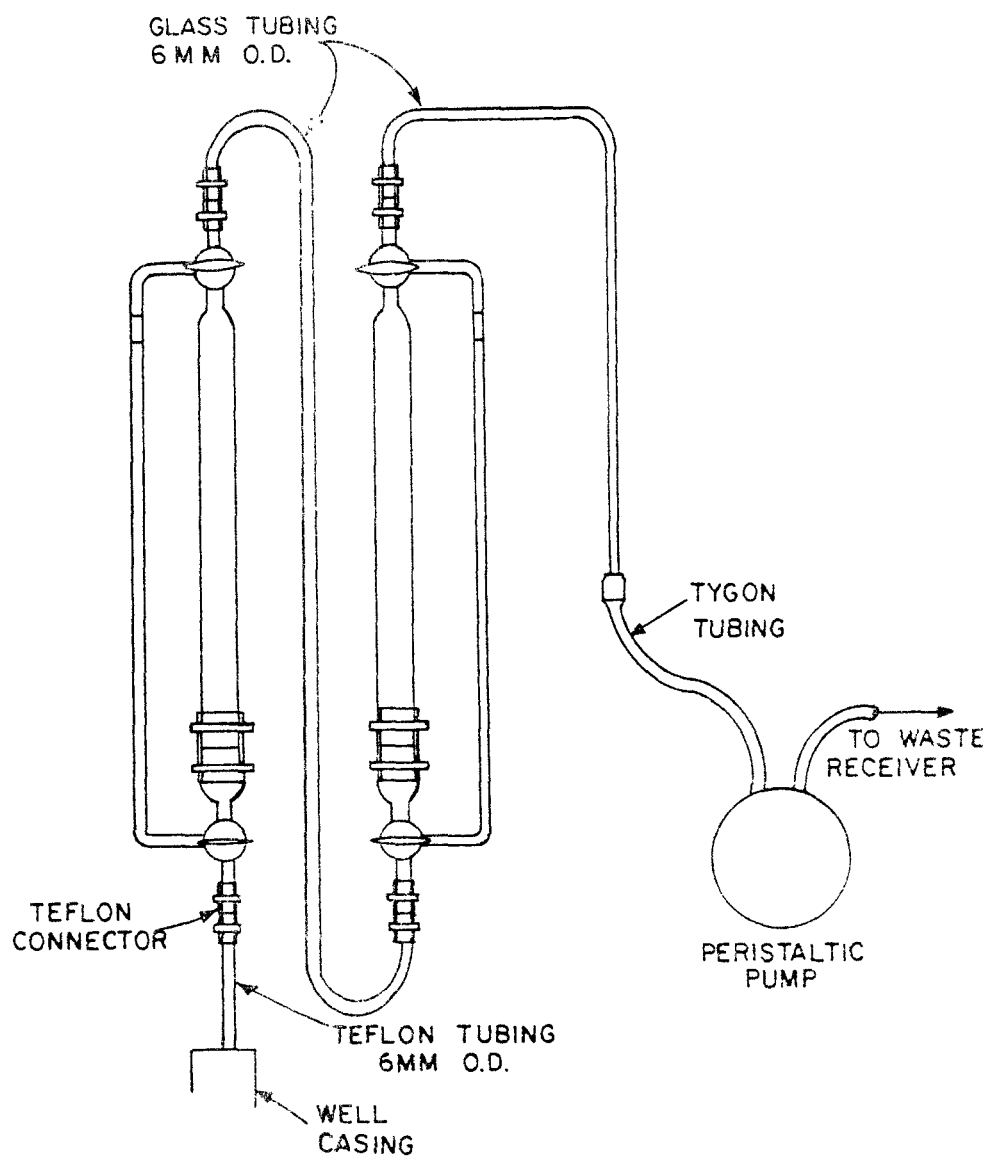 GLASS TUBING
6MM O.D.
TYGON
TUBING
TO WASTE
RECEIVER
TEFLON
CONNECTOR
PERISTALTIC
PUMP
TEFLON TUBING
6MM O.D.
WELL
CASING